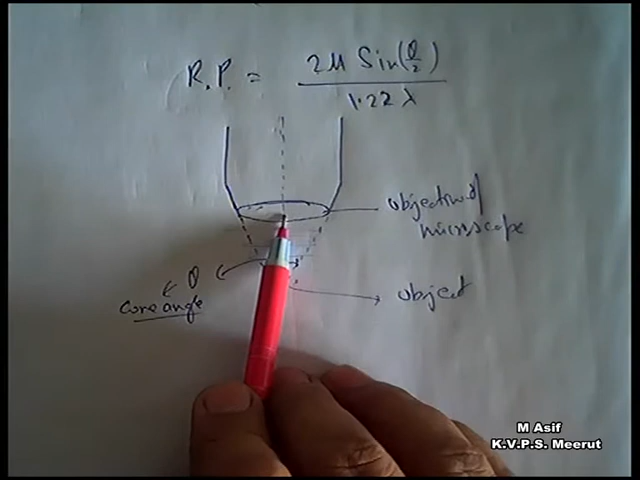 R.P. = 2μ Sin(θ/2) / 1.22 λ
objective of
microscope
θ
cone angle
object
M Asif
K.V.P.S. Meerut